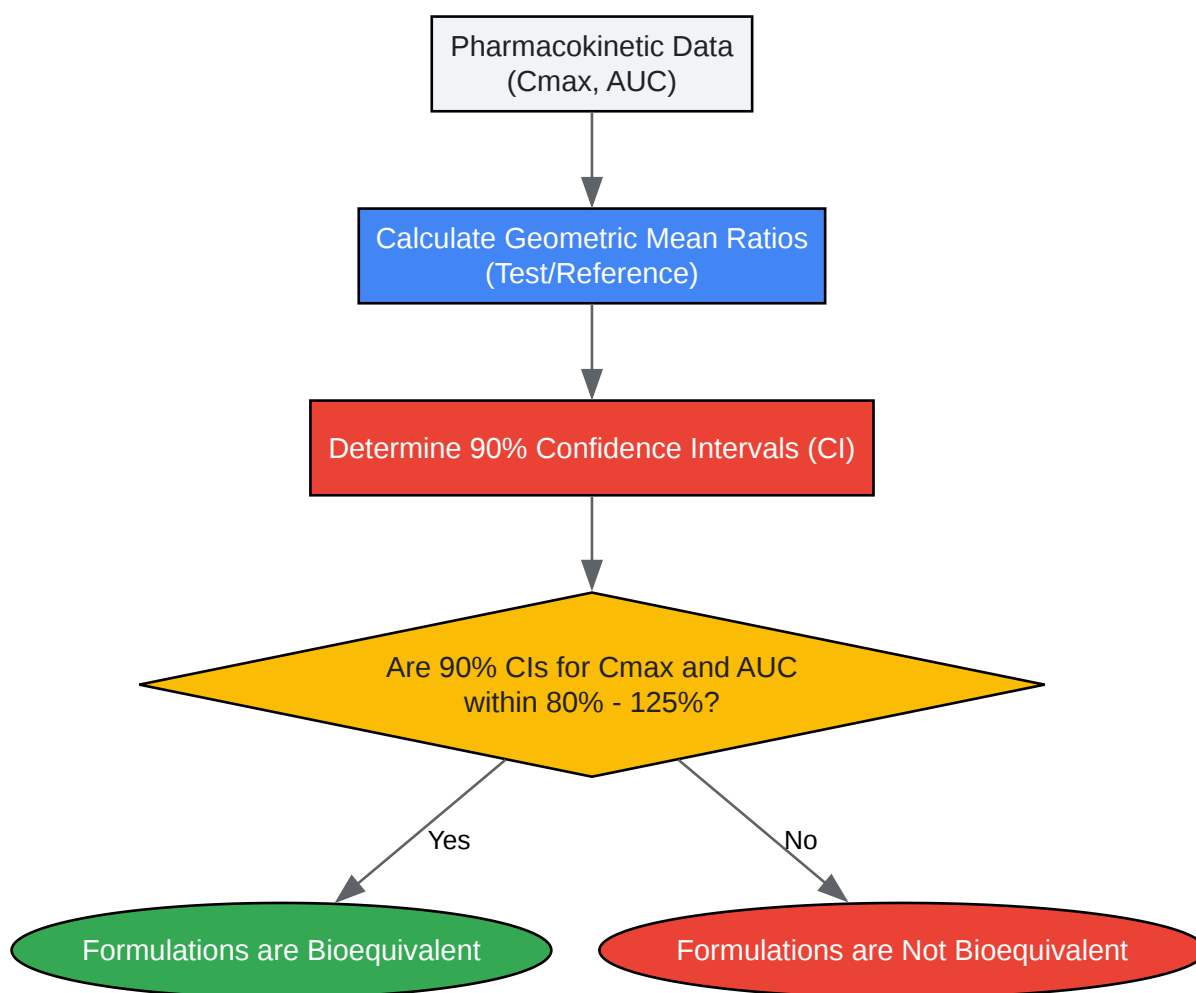 Pharmacokinetic Data
(Cmax, AUC)
Calculate Geometric Mean Ratios
(Test/Reference)
Determine 90% Confidence Intervals (CI)
Are 90% CIs for Cmax and AUC
within 80% - 125%?
Yes
No
Formulations are Bioequivalent
Formulations are Not Bioequivalent